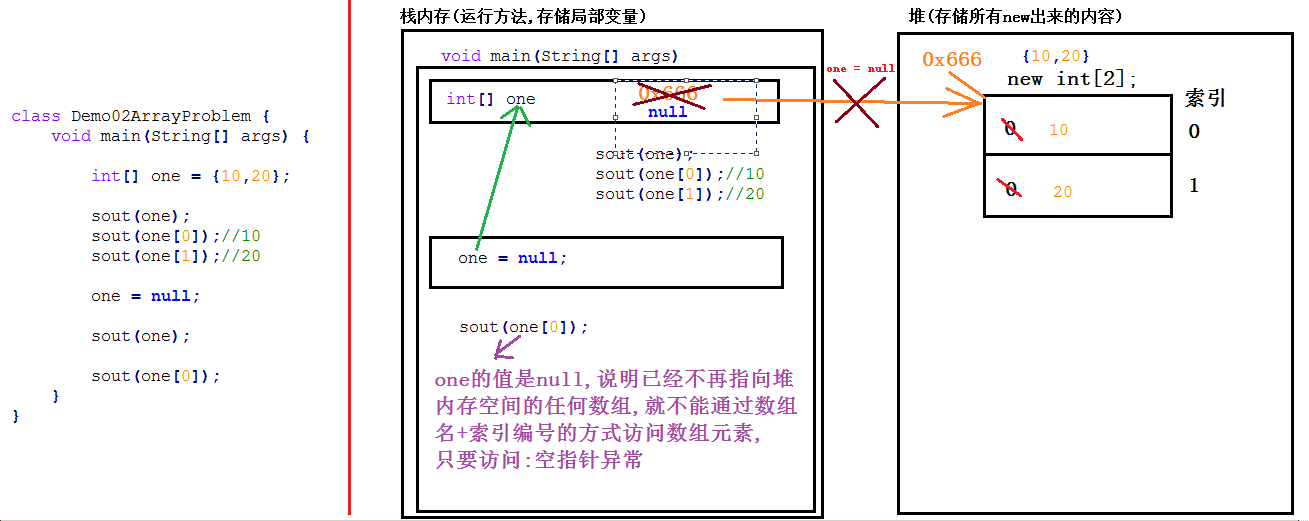 class Demo02ArrayProblem {
void main(String[] args) {
int[] one = {10,20};
sout(one);
sout(one[0]);//10
sout(one[1]);//20
one = null;
sout(one);
sout(one[0]);
}
}
栈内存(运行方法,存储局部变量)
void main(String[] args)
int[] one
0x666
null
sout(one);
sout(one[0]);//10
sout(one[1]);//20
one = null;
sout(one[0]);
one的值是null,说明已经不再指向堆
内存空间的任何数组,就不能通过数组
名+索引编号的方式访问数组元素,
只要访问:空指针异常
one = null
堆(存储所有new出来的内容)
0x666
{10,20}
new int[2];
索引
0 10
0
0 20
1